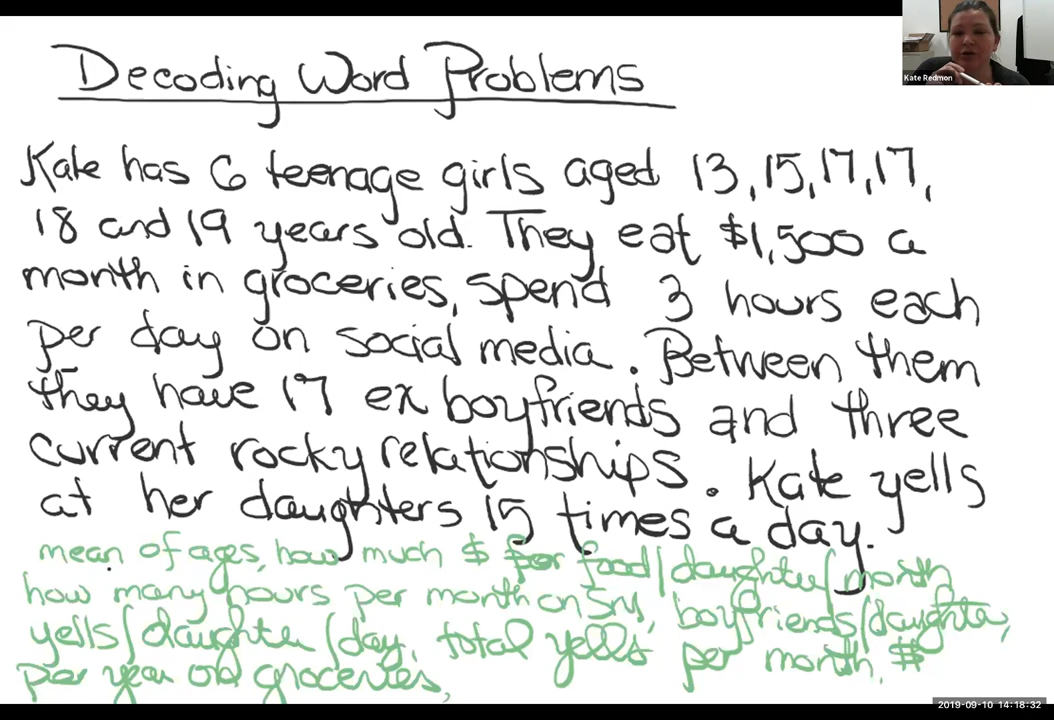 Decoding Word Problems
Kate Redmon
Kate has 6 teenage girls aged 13, 15, 17, 17,
18 and 19 years old. They eat $1,500 a
month in groceries, spend 3 hours each
per day on social media. Between them
they have 17 ex boyfriends and three
current rocky relationships. Kate yells
at her daughters 15 times a day.
mean of ages, how much $ for food/daughter/month
how many hours per month on SM, boyfriends/daughter,
yells/daughter/day, total yells per month, $
per year on groceries,
2019-09-10 14:18:32